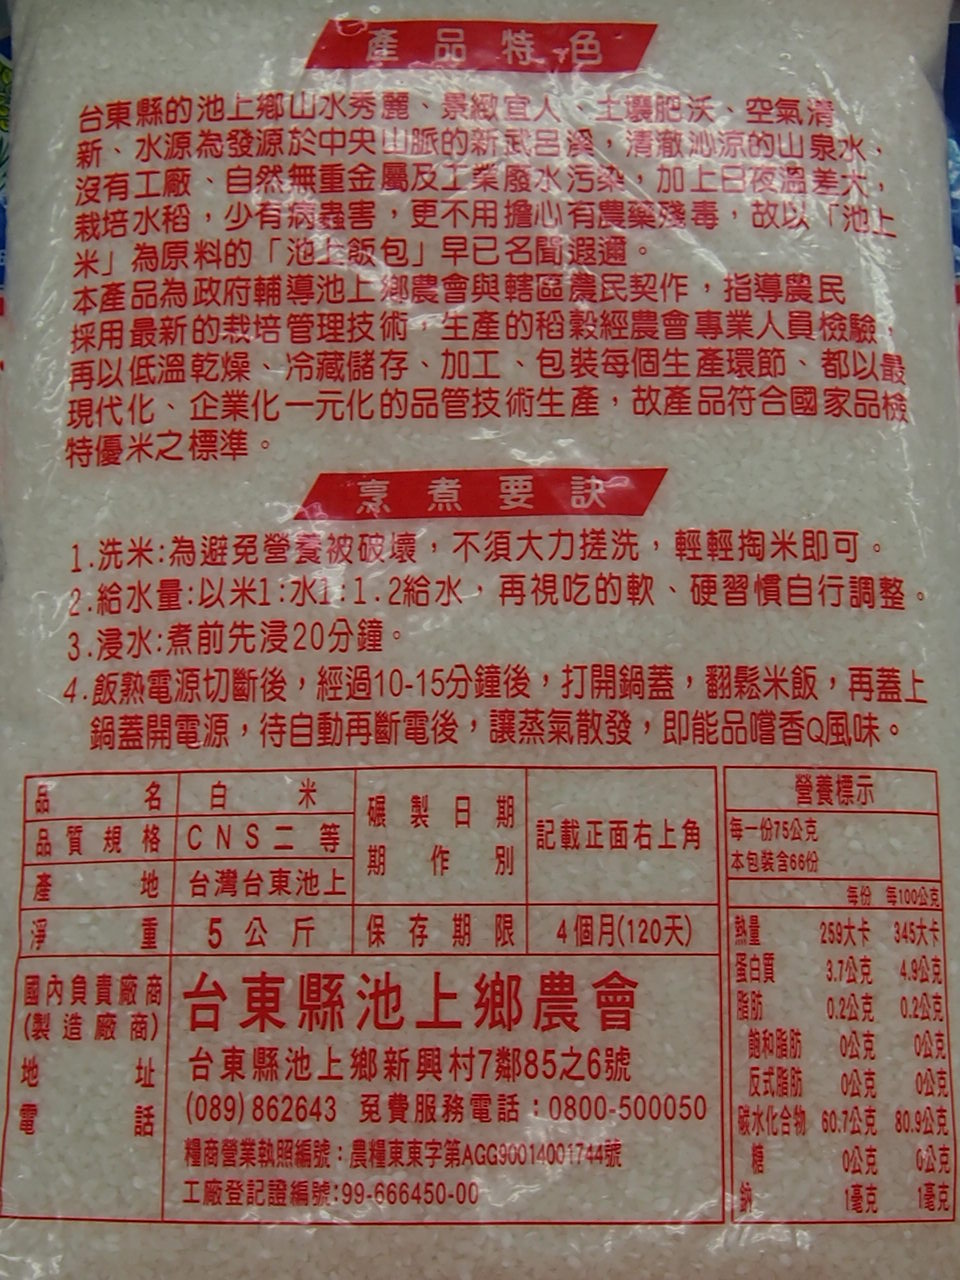 產品特色
台東縣的池上鄉山水秀麗、景緻宜人、土壤肥沃、空氣清
新、水源為發源於中央山脈的新武呂溪,清澈沁涼的山泉水,
沒有工廠、自然無重金屬及工業廢水污染,加上日夜溫差大,
栽培水稻,少有病蟲害,更不用擔心有農藥殘毒,故以「池上
米」為原料的「池上飯包」早已名聞遐邇。
本產品為政府輔導池上鄉農會與轄區農民契作,指導農民
採用最新的栽培管理技術,生產的稻穀經農會專業人員檢驗,
再以低溫乾燥、冷藏儲存、加工、包裝每個生產環節、都以最
現代化、企業化一元化的品管技術生產,故產品符合國家品檢
特優米之標準。
烹煮要訣
1.洗米:為避免營養被破壞,不須大力搓洗,輕輕掏米即可。
2.給水量:以米1:水1:1.2給水,再視吃的軟、硬習慣自行調整。
3.浸水:煮前先浸20分鐘。
4.飯熟電源切斷後,經過10-15分鐘後,打開鍋蓋,翻鬆米飯,再蓋上
鍋蓋開電源,待自動再斷電後,讓蒸氣散發,即能品嚐香Q風味。
品名 白米
品質規格 CNS二等
產地 台灣台東池上
碾製日期
期作別
記載正面右上角
淨重 5公斤 保存期限 4個月(120天)
國內負責廠商
(製造廠商)
台東縣池上鄉農會
地址 台東縣池上鄉新興村7鄰85之6號
電話 (089)862643 免費服務電話:0800-500050
糧商營業執照編號:農糧東東字第AGG90014001744號
工廠登記證編號:99-666450-00
營養標示
每一份75公克
本包裝含66份
每份 每100公克
熱量 259大卡 345大卡
蛋白質 3.7公克 4.9公克
脂肪 0.2公克 0.2公克
飽和脂肪 0公克 0公克
反式脂肪 0公克 0公克
碳水化合物 60.7公克 80.9公克
糖 0公克 0公克
鈉 1毫克 1毫克